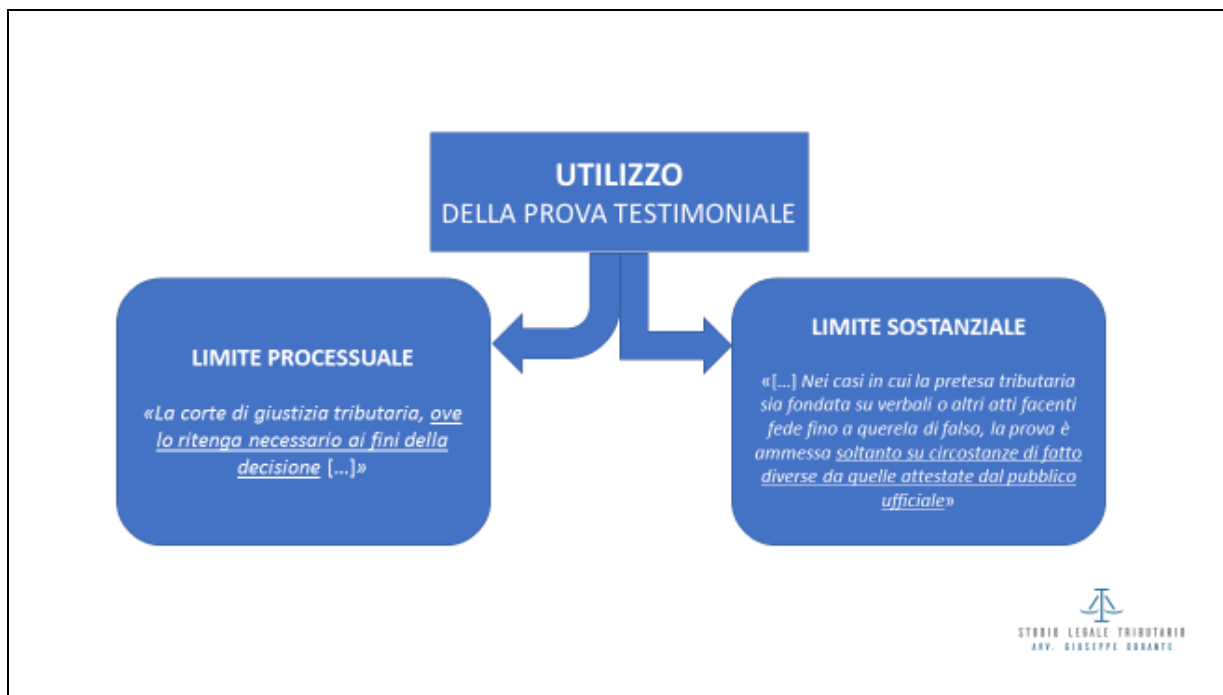 UTILIZZO
DELLA PROVA TESTIMONIALE
LIMITE PROCESSUALE
«La corte di giustizia tributaria, ove
lo ritenga necessario ai fini della
decisione […]»
LIMITE SOSTANZIALE
«[…] Nei casi in cui la pretesa tributaria
sia fondata su verbali o altri atti facenti
fede fino a querela di falso, la prova è
ammessa soltanto su circostanze di fatto
diverse da quelle attestate dal pubblico
ufficiale»
STUDIO LEGALE TRIBUTARIO
AVV. GIUSEPPE DURANTE